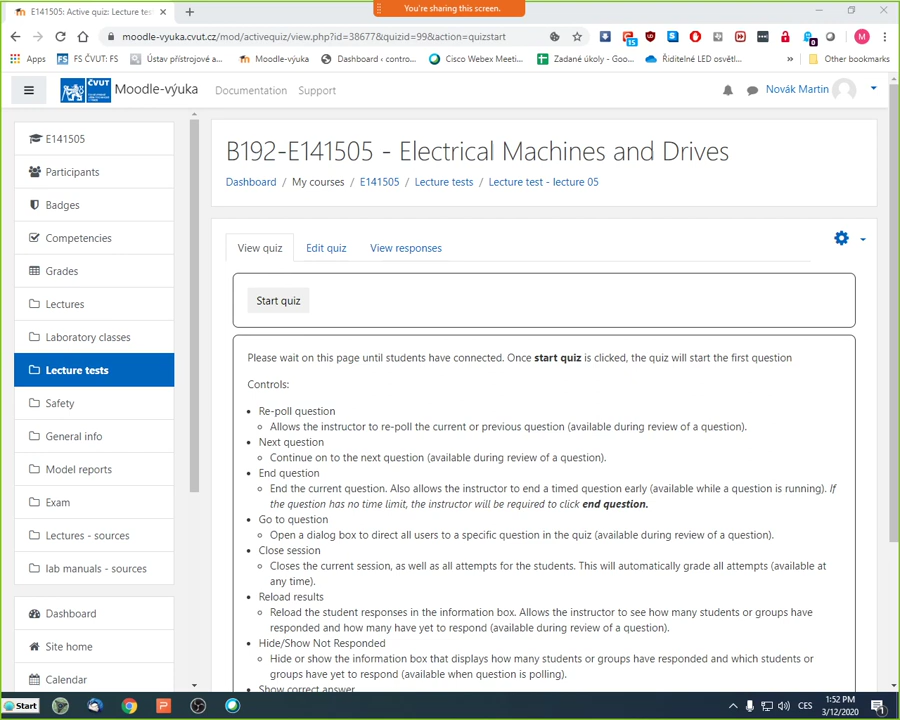 E141505: Active quiz: Lecture tes
You're sharing this screen.
moodle-vyuka.cvut.cz/mod/activequiz/view.php?id=38677&quizid=99&action=quizstart
15
0
M
Apps
FS ČVUT: FS
Ústav přístrojové a...
Moodle-výuka
Dashboard ‹ contro...
Cisco Webex Meeti...
Zadané úkoly - Goo...
Řiditelné LED osvětl...
»
Other bookmarks
ČVUT
Moodle-výuka
Documentation
Support
Novák Martin
E141505
Participants
Badges
Competencies
Grades
Lectures
Laboratory classes
Lecture tests
Safety
General info
Model reports
Exam
Lectures - sources
lab manuals - sources
Dashboard
Site home
Calendar
B192-E141505 - Electrical Machines and Drives
Dashboard / My courses / E141505 / Lecture tests / Lecture test - lecture 05
View quiz
Edit quiz
View responses
Start quiz
Please wait on this page until students have connected. Once start quiz is clicked, the quiz will start the first question
Controls:
Re-poll question
Allows the instructor to re-poll the current or previous question (available during review of a question).
Next question
Continue on to the next question (available during review of a question).
End question
End the current question. Also allows the instructor to end a timed question early (available while a question is running). If
the question has no time limit, the instructor will be required to click end question.
Go to question
Open a dialog box to direct all users to a specific question in the quiz (available during review of a question).
Close session
Closes the current session, as well as all attempts for the students. This will automatically grade all attempts (available at
any time).
Reload results
Reload the student responses in the information box. Allows the instructor to see how many students or groups have
responded and how many have yet to respond (available during review of a question).
Hide/Show Not Responded
Hide or show the information box that displays how many students or groups have responded and which students or
groups have yet to respond (available when question is polling).
Show correct answer
Start
CES
1:52 PM
3/12/2020
1